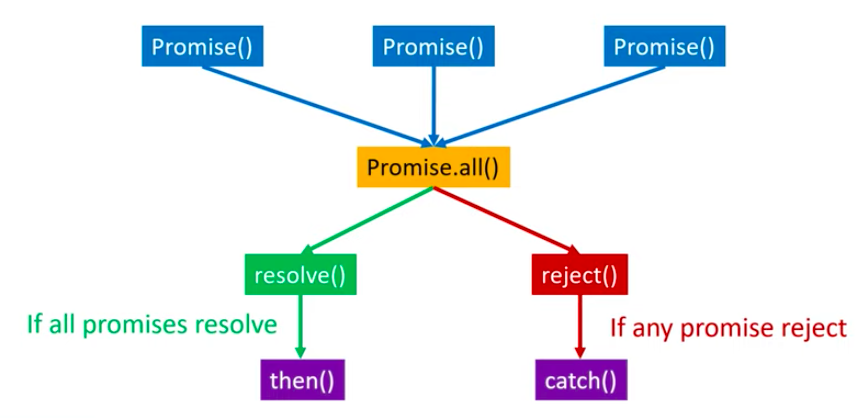 Promise()
Promise()
Promise()
Promise.all()
resolve()
reject()
If all promises resolve
If any promise reject
then()
catch()